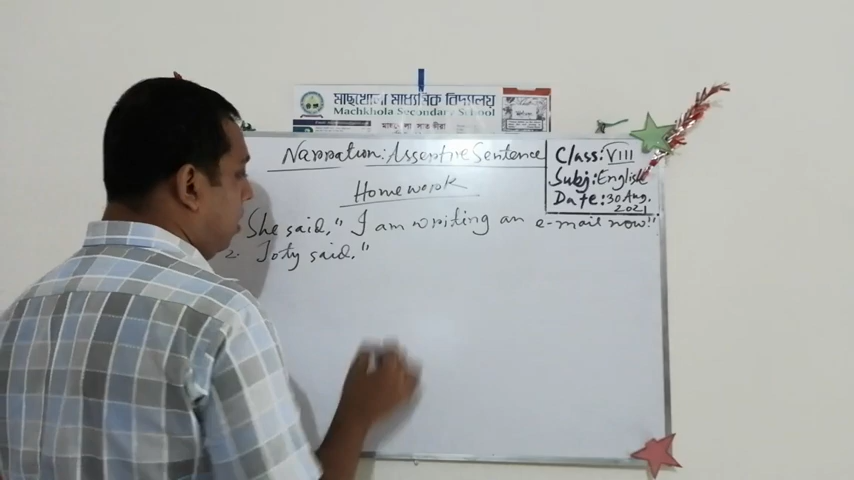 মাছখোলা মাধ্যমিক বিদ্যালয়
Machkhola Secondary School
Narration: Assertive Sentence
Class: VIII
Subj: English
Date: 30 Aug. 2021
Homework
She said," I am writing an e-mail now."
2. Joty said,"